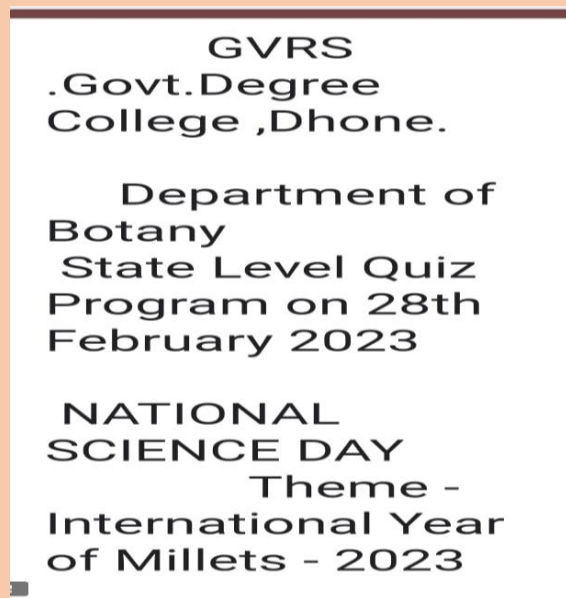 GVRS
.Govt.Degree
College ,Dhone.
Department of
Botany
State Level Quiz
Program on 28th
February 2023
NATIONAL
SCIENCE DAY
Theme -
International Year
of Millets - 2023